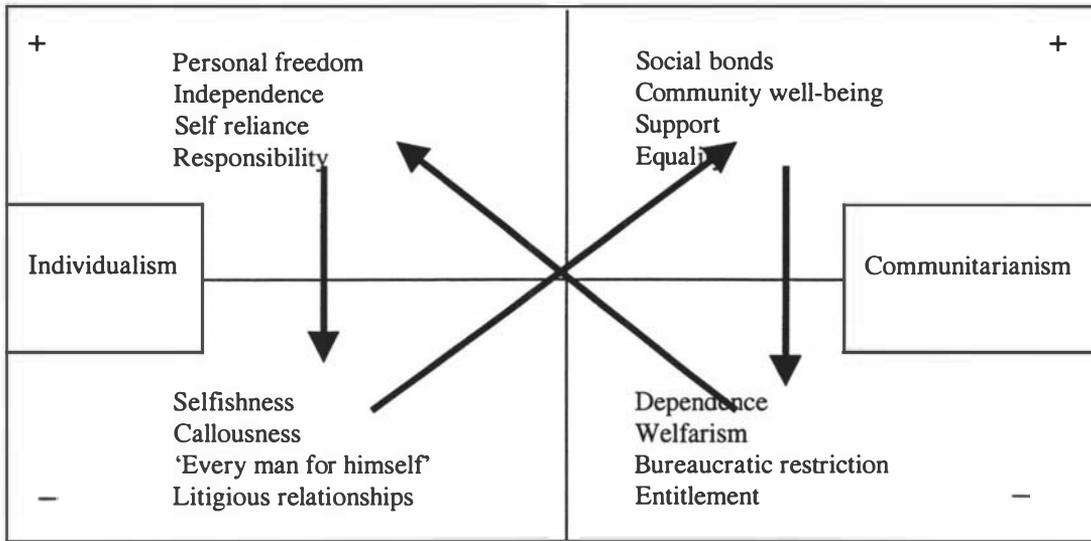 +
Personal freedom
Independence
Self reliance
Responsibility
+
Social bonds
Community well-being
Support
Equality
Individualism
Communitarianism
Selfishness
Callousness
‘Every man for himself’
Litigious relationships
–
Dependence
Welfarism
Bureaucratic restriction
Entitlement
–